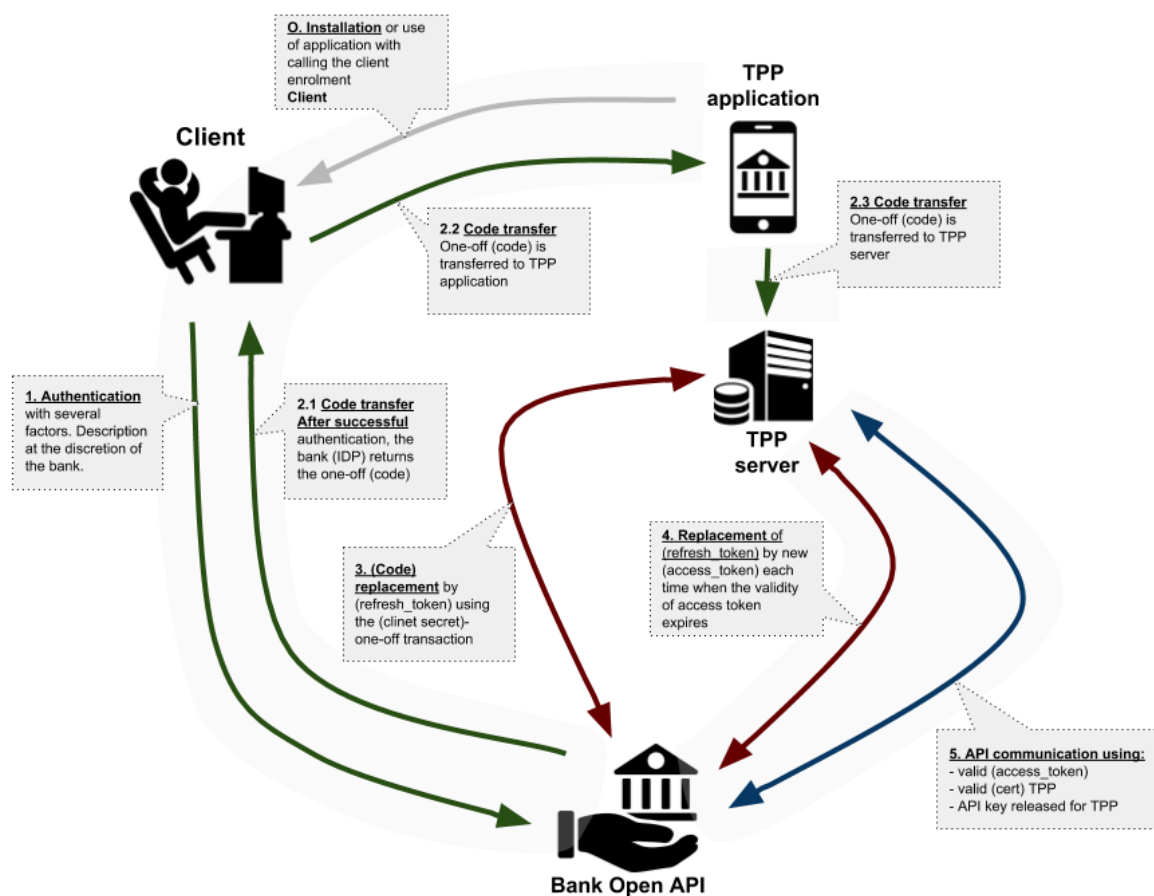 O. Installation or use
of application with
calling the client
enrolment
Client
TPP
application
Client
2.3 Code transfer
One-off (code) is
transferred to TPP
server
2.2 Code transfer
One-off (code) is
transferred to TPP
application
1. Authentication
with several
factors. Description
at the discretion of
the bank.
2.1 Code transfer
After successful
authentication, the
bank (IDP) returns
the one-off (code)
TPP
server
3. (Code)
replacement by
(refresh_token) using
the (clinet secret)-
one-off transaction
4. Replacement of
(refresh_token) by new
(access_token) each
time when the validity
of access token
expires
5. API communication using:
- valid (access_token)
- valid (cert) TPP
- API key released for TPP
Bank Open API